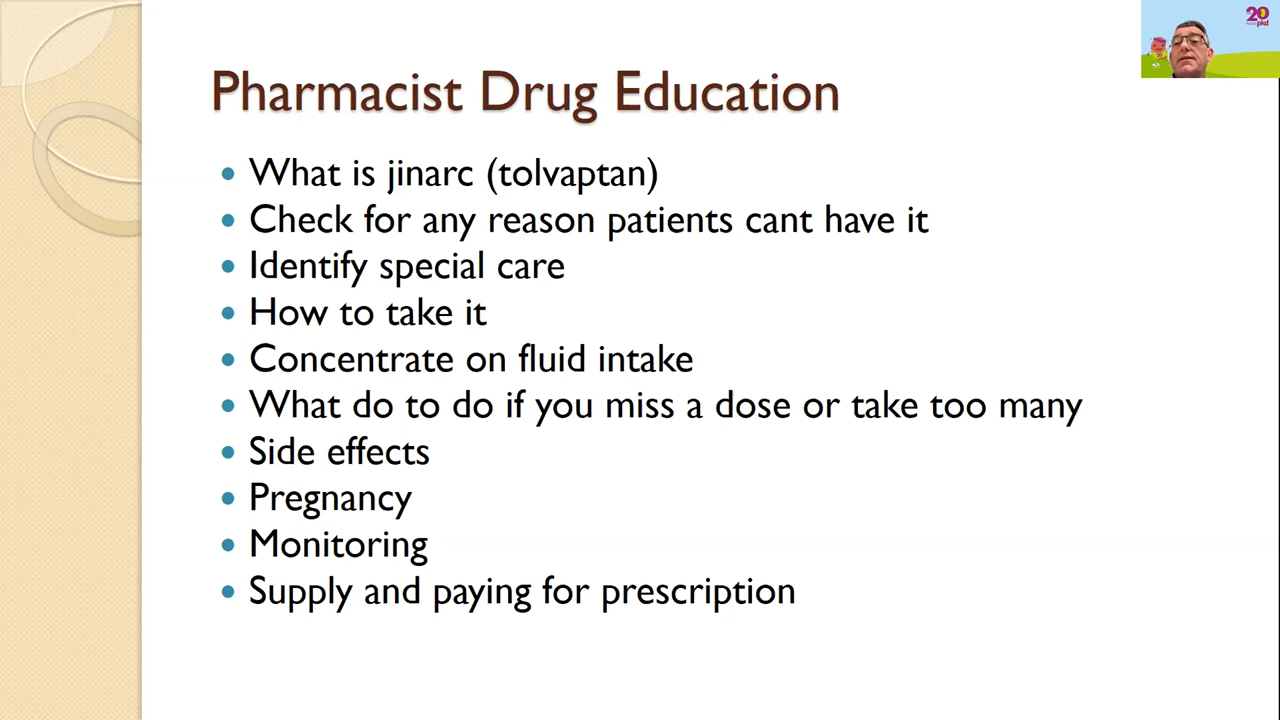 20
pkd
Pharmacist Drug Education
• What is jinarc (tolvaptan)
• Check for any reason patients cant have it
• Identify special care
• How to take it
• Concentrate on fluid intake
• What do to do if you miss a dose or take too many
• Side effects
• Pregnancy
• Monitoring
• Supply and paying for prescription